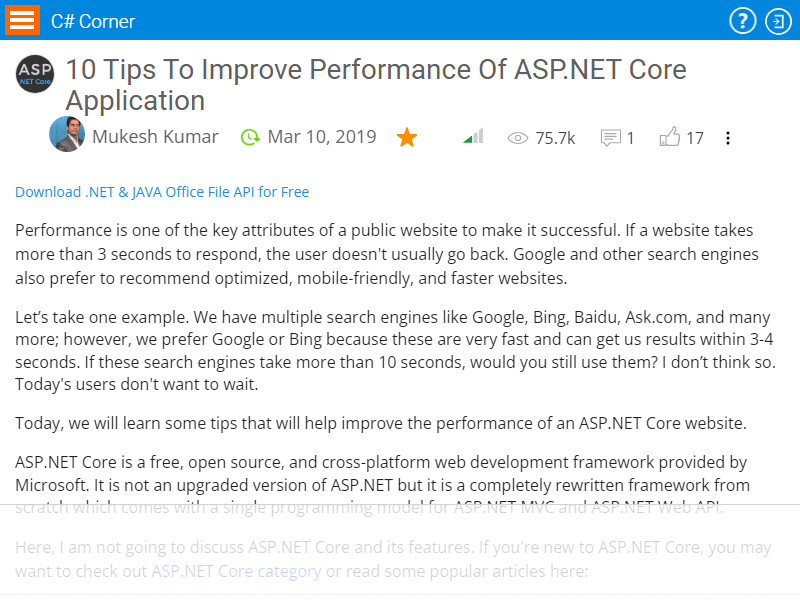 C# Corner
?
ASP
.NET Core
10 Tips To Improve Performance Of ASP.NET Core
Application
Mukesh Kumar Mar 10, 2019 75.7k 1 17
Download .NET & JAVA Office File API for Free
Performance is one of the key attributes of a public website to make it successful. If a website takes
more than 3 seconds to respond, the user doesn't usually go back. Google and other search engines
also prefer to recommend optimized, mobile-friendly, and faster websites.
Let’s take one example. We have multiple search engines like Google, Bing, Baidu, Ask.com, and many
more; however, we prefer Google or Bing because these are very fast and can get us results within 3-4
seconds. If these search engines take more than 10 seconds, would you still use them? I don’t think so.
Today's users don't want to wait.
Today, we will learn some tips that will help improve the performance of an ASP.NET Core website.
ASP.NET Core is a free, open source, and cross-platform web development framework provided by
Microsoft. It is not an upgraded version of ASP.NET but it is a completely rewritten framework from
scratch which comes with a single programming model for ASP.NET MVC and ASP.NET Web API.
Here, I am not going to discuss ASP.NET Core and its features. If you're new to ASP.NET Core, you may
want to check out ASP.NET Core category or read some popular articles here: